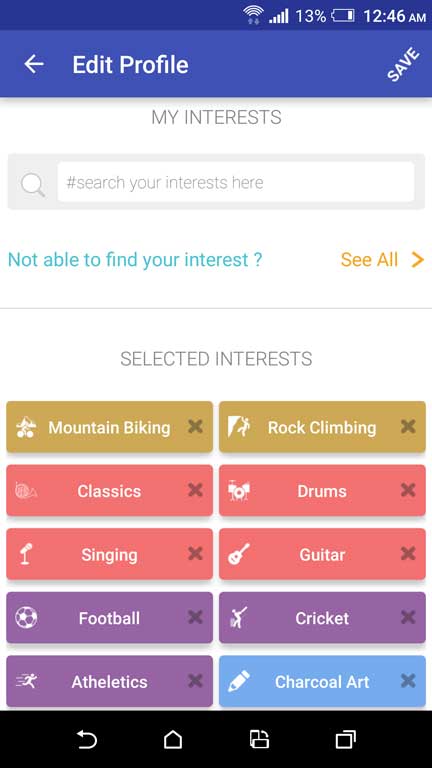 13% 12:46 AM
Edit Profile SAVE
MY INTERESTS
#search your interests here
Not able to find your interest ? See All
SELECTED INTERESTS
Mountain Biking Rock Climbing
Classics Drums
Singing Guitar
Football Cricket
Atheletics Charcoal Art